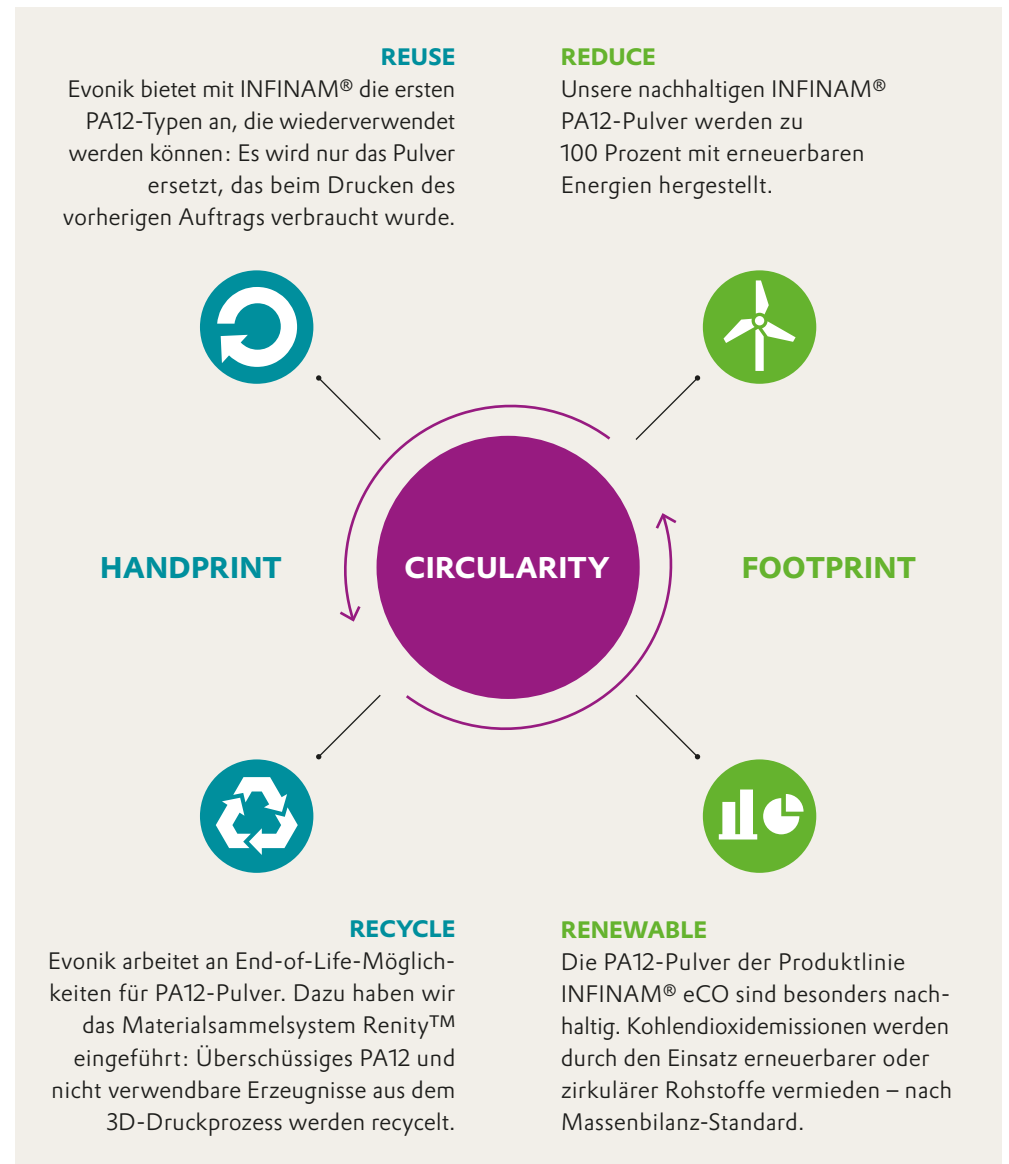 REUSE
Evonik bietet mit INFINAM® die ersten
PA12-Typen an, die wiederverwendet
werden können: Es wird nur das Pulver
ersetzt, das beim Drucken des
vorherigen Auftrags verbraucht wurde.
REDUCE
Unsere nachhaltigen INFINAM®
PA12-Pulver werden zu
100 Prozent mit erneuerbaren
Energien hergestellt.
HANDPRINT
CIRCULARITY
FOOTPRINT
RECYCLE
Evonik arbeitet an End-of-Life-Möglich-
keiten für PA12-Pulver. Dazu haben wir
das Materialsammelsystem Renity™
eingeführt: Überschüssiges PA12 und
nicht verwendbare Erzeugnisse aus dem
3D-Druckprozess werden recycelt.
RENEWABLE
Die PA12-Pulver der Produktlinie
INFINAM® eCO sind besonders nach-
haltig. Kohlendioxidemissionen werden
durch den Einsatz erneuerbarer oder
zirkulärer Rohstoffe vermieden – nach
Massenbilanz-Standard.